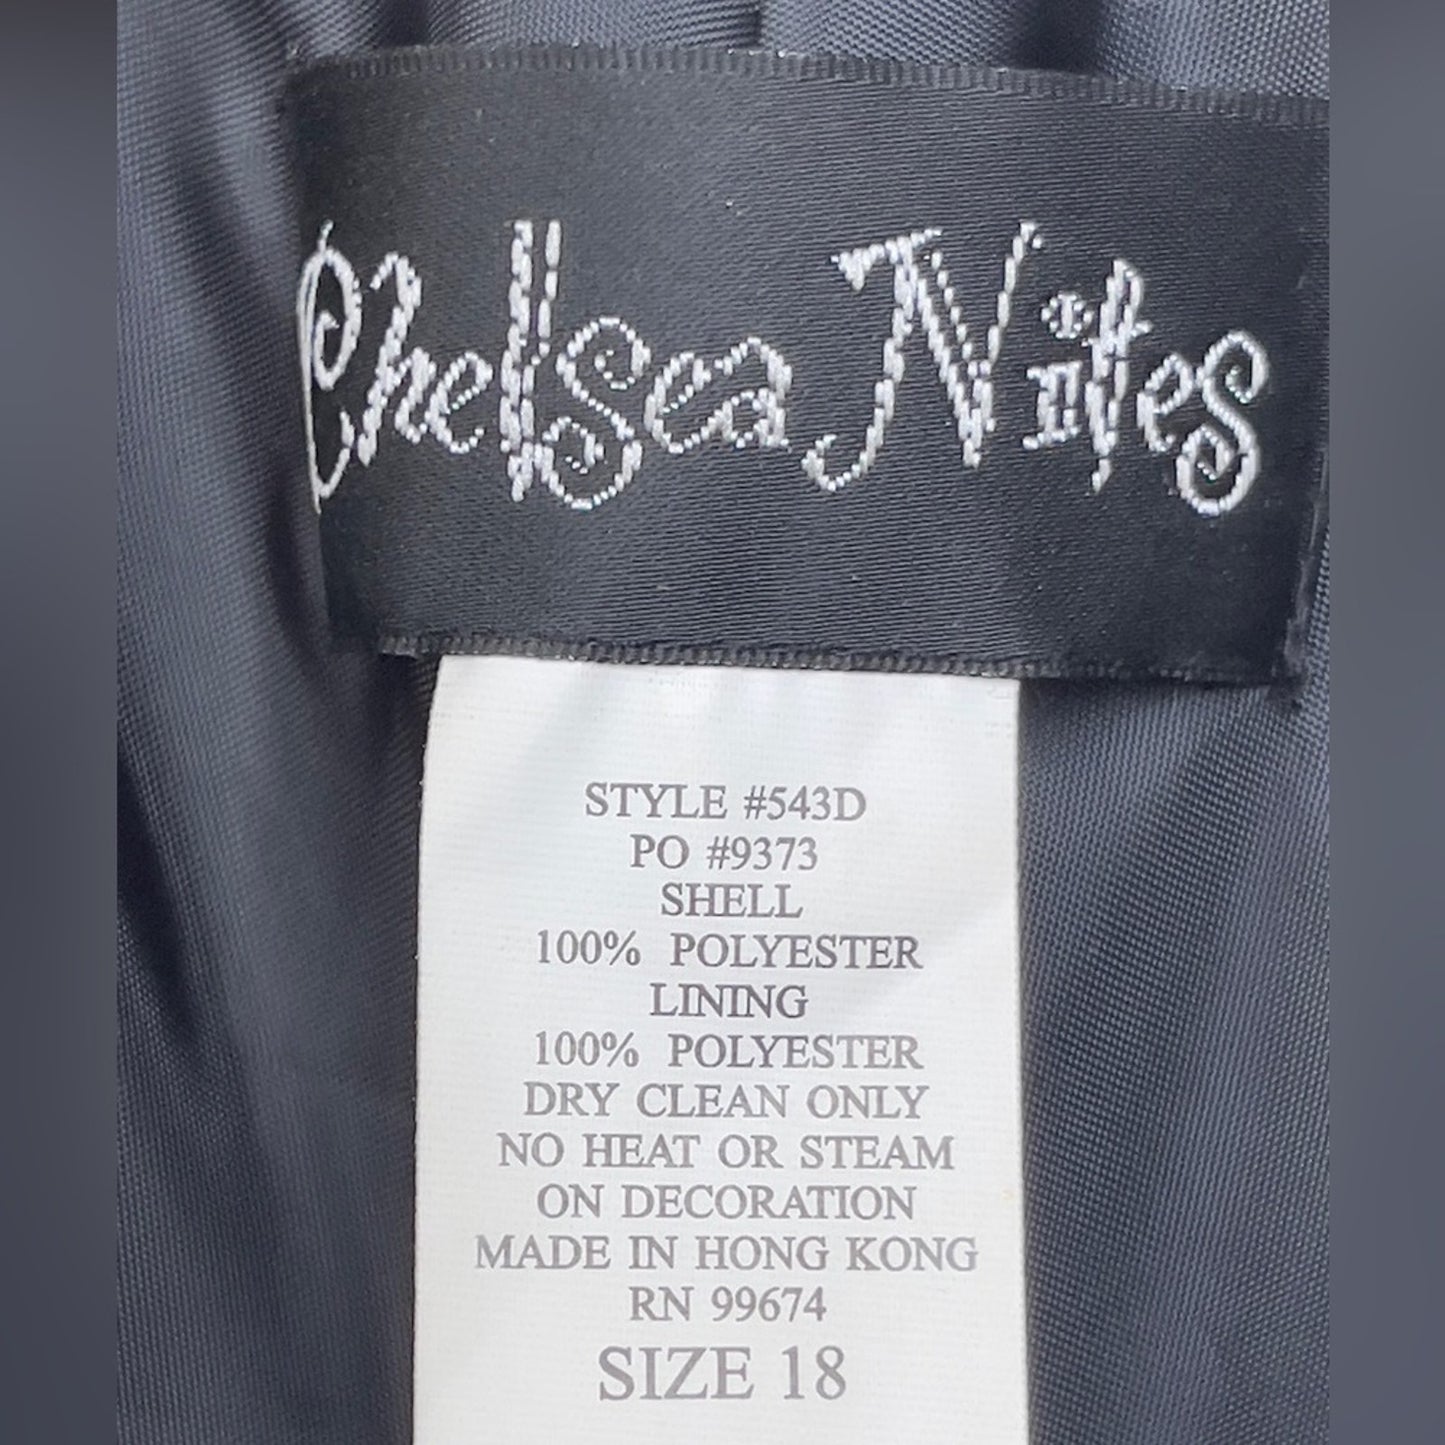 Chelsea Nites
STYLE #543D
PO #9373
SHELL
100% POLYESTER
LINING
100% POLYESTER
DRY CLEAN ONLY
NO HEAT OR STEAM
ON DECORATION
MADE IN HONG KONG
RN 99674
SIZE 18